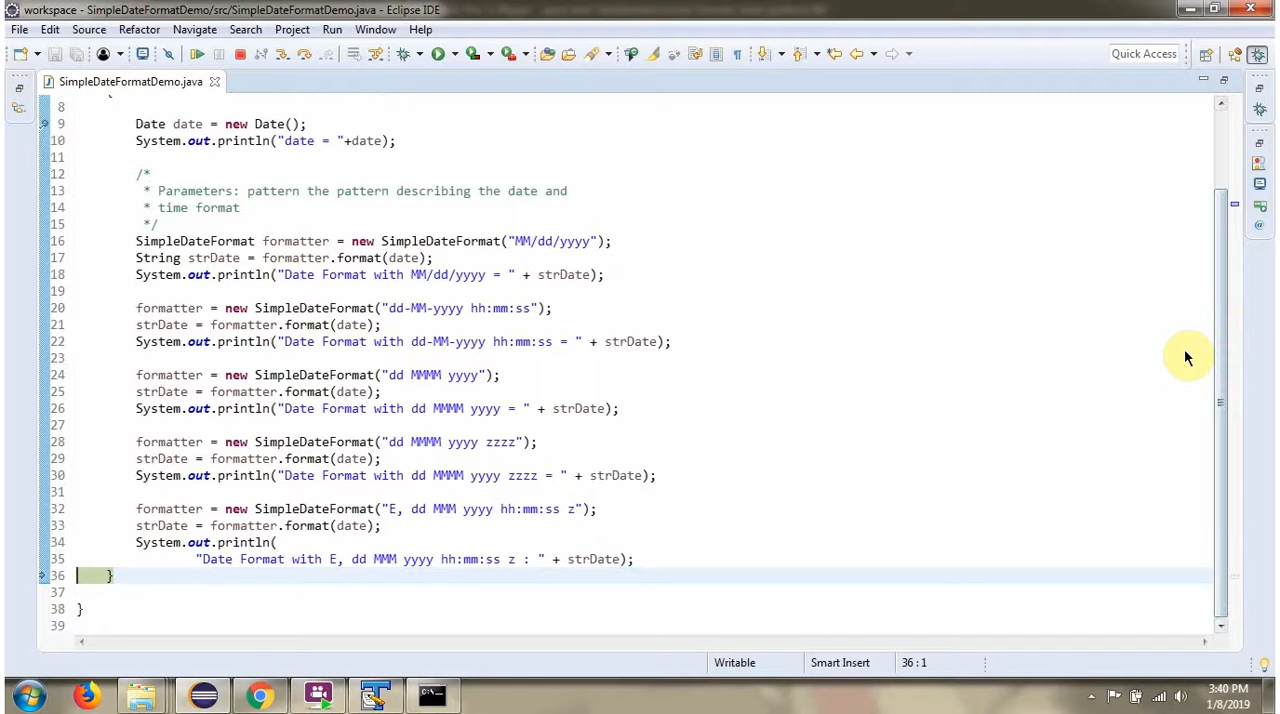 workspace - SimpleDateFormatDemo/src/SimpleDateFormatDemo.java - Eclipse IDE
File Edit Source Refactor Navigate Search Project Run Window Help
Quick Access
SimpleDateFormatDemo.java
8 {
9 Date date = new Date();
10 System.out.println("date = "+date);
11
12 /*
13 * Parameters: pattern the pattern describing the date and
14 * time format
15 */
16 SimpleDateFormat formatter = new SimpleDateFormat("MM/dd/yyyy");
17 String strDate = formatter.format(date);
18 System.out.println("Date Format with MM/dd/yyyy = " + strDate);
19
20 formatter = new SimpleDateFormat("dd-MM-yyyy hh:mm:ss");
21 strDate = formatter.format(date);
22 System.out.println("Date Format with dd-MM-yyyy hh:mm:ss = " + strDate);
23
24 formatter = new SimpleDateFormat("dd MMMM yyyy");
25 strDate = formatter.format(date);
26 System.out.println("Date Format with dd MMMM yyyy = " + strDate);
27
28 formatter = new SimpleDateFormat("dd MMMM yyyy zzzz");
29 strDate = formatter.format(date);
30 System.out.println("Date Format with dd MMMM yyyy zzzz = " + strDate);
31
32 formatter = new SimpleDateFormat("E, dd MMM yyyy hh:mm:ss z");
33 strDate = formatter.format(date);
34 System.out.println(
35 "Date Format with E, dd MMM yyyy hh:mm:ss z : " + strDate);
36 }
37
38 }
39
Writable Smart Insert 36 : 1
3:40 PM
1/8/2019